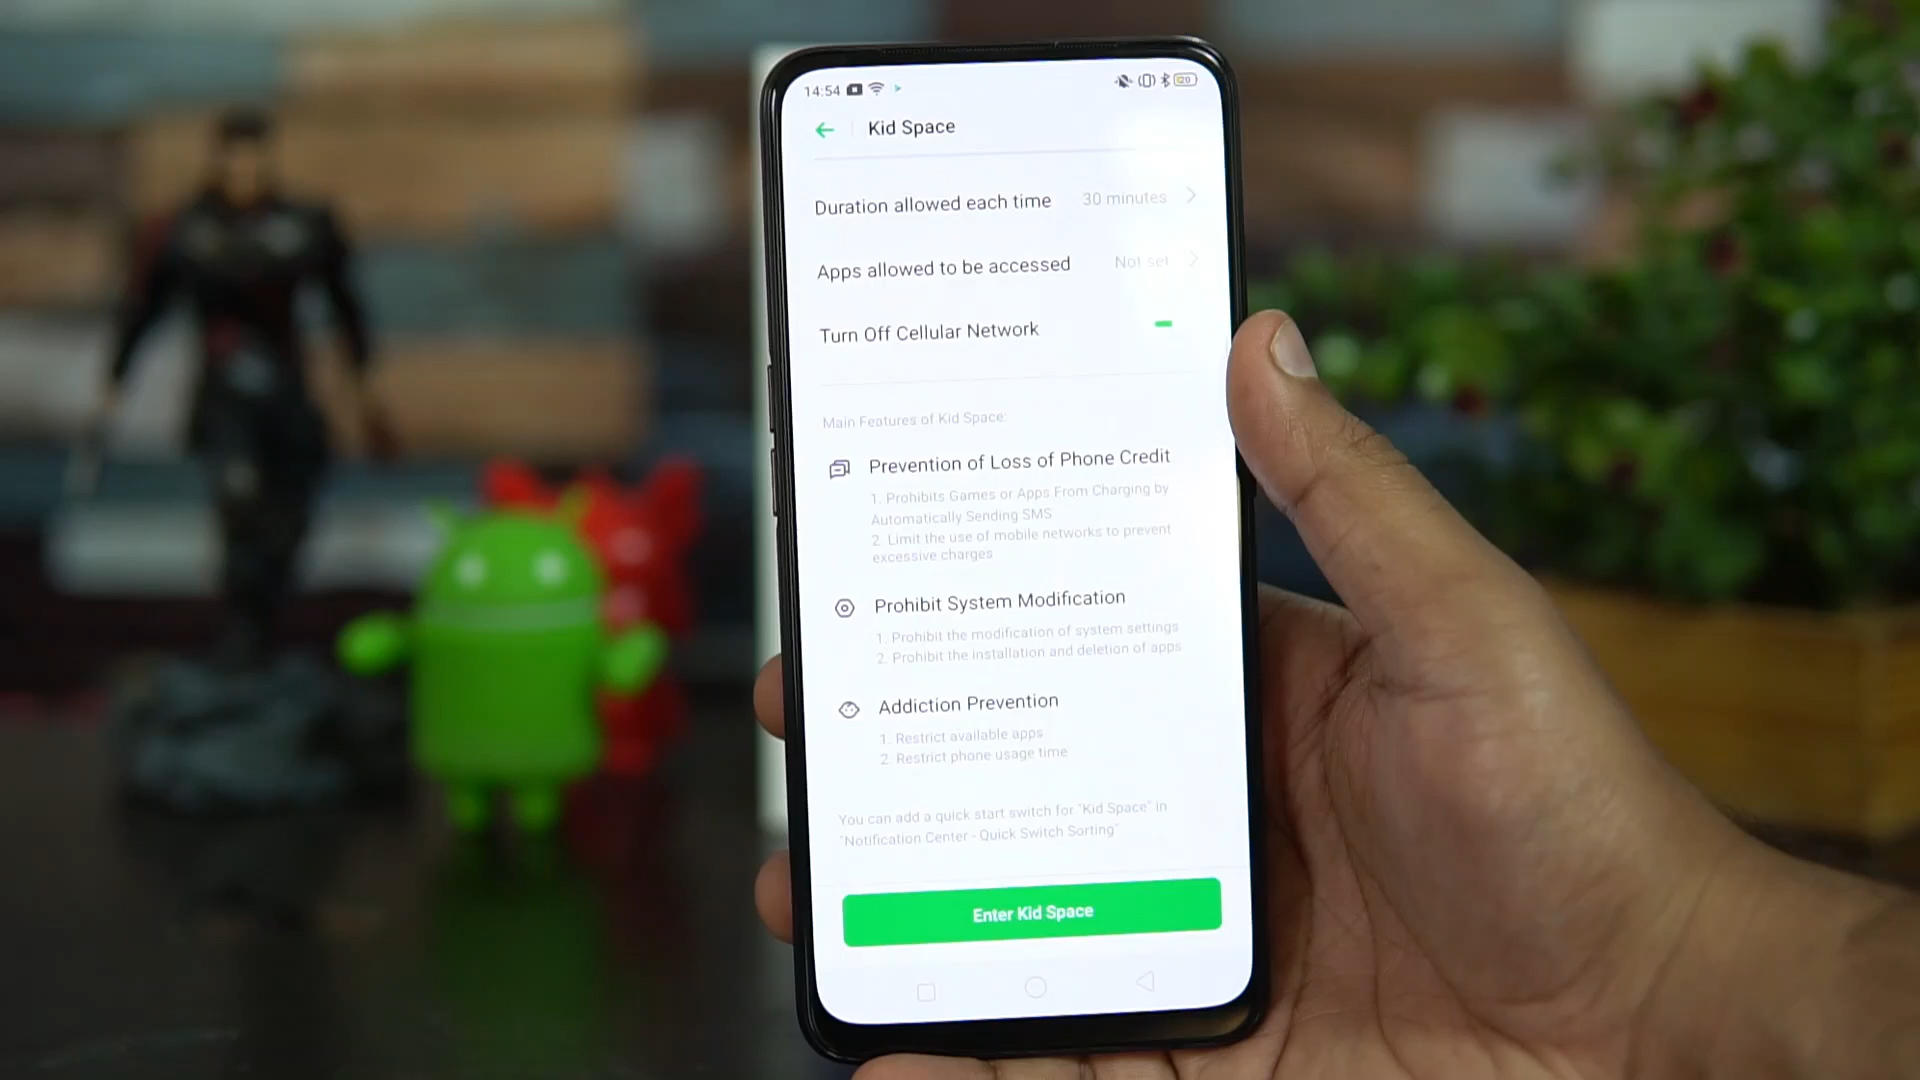 14:54
Kid Space
Duration allowed each time 30 minutes
Apps allowed to be accessed Not set
Turn Off Cellular Network
Main Features of Kid Space:
Prevention of Loss of Phone Credit
1. Prohibits Games or Apps From Charging by
Automatically Sending SMS
2. Limit the use of mobile networks to prevent
excessive charges
Prohibit System Modification
1. Prohibit the modification of system settings
2. Prohibit the installation and deletion of apps
Addiction Prevention
1. Restrict available apps
2. Restrict phone usage time
You can add a quick start switch for "Kid Space" in
"Notification Center - Quick Switch Sorting"
Enter Kid Space